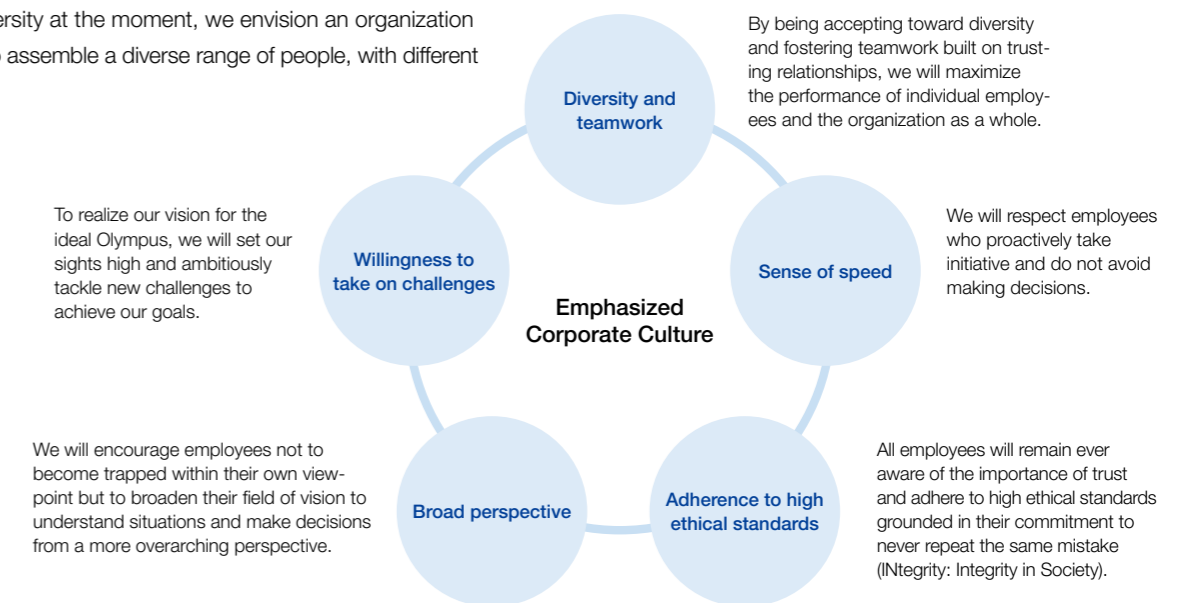 ersity at the moment, we envision an organization
assemble a diverse range of people, with different
Diversity and
teamwork
By being accepting toward diversity
and fostering teamwork built on trust-
ing relationships, we will maximize
the performance of individual employ-
ees and the organization as a whole.
To realize our vision for the
ideal Olympus, we will set our
sights high and ambitiously
tackle new challenges to
achieve our goals.
Willingness to
take on challenges
Emphasized
Corporate Culture
Sense of speed
We will respect employees
who proactively take
initiative and do not avoid
making decisions.
We will encourage employees not to
become trapped within their own view-
point but to broaden their field of vision to
understand situations and make decisions
from a more overarching perspective.
Broad perspective
Adherence to high
ethical standards
All employees will remain ever
aware of the importance of trust
and adhere to high ethical standards
grounded in their commitment to
never repeat the same mistake
(INtegrity: Integrity in Society).